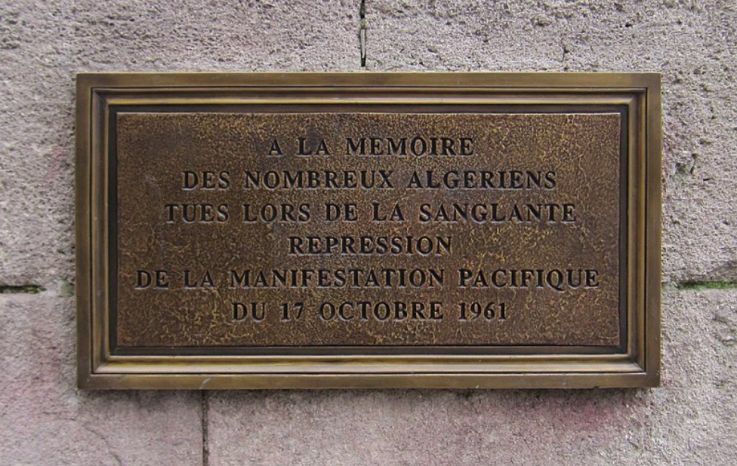 A LA MEMOIRE
DES NOMBREUX ALGERIENS
TUES LORS DE LA SANGLANTE
REPRESSION
DE LA MANIFESTATION PACIFIQUE
DU 17 OCTOBRE 1961